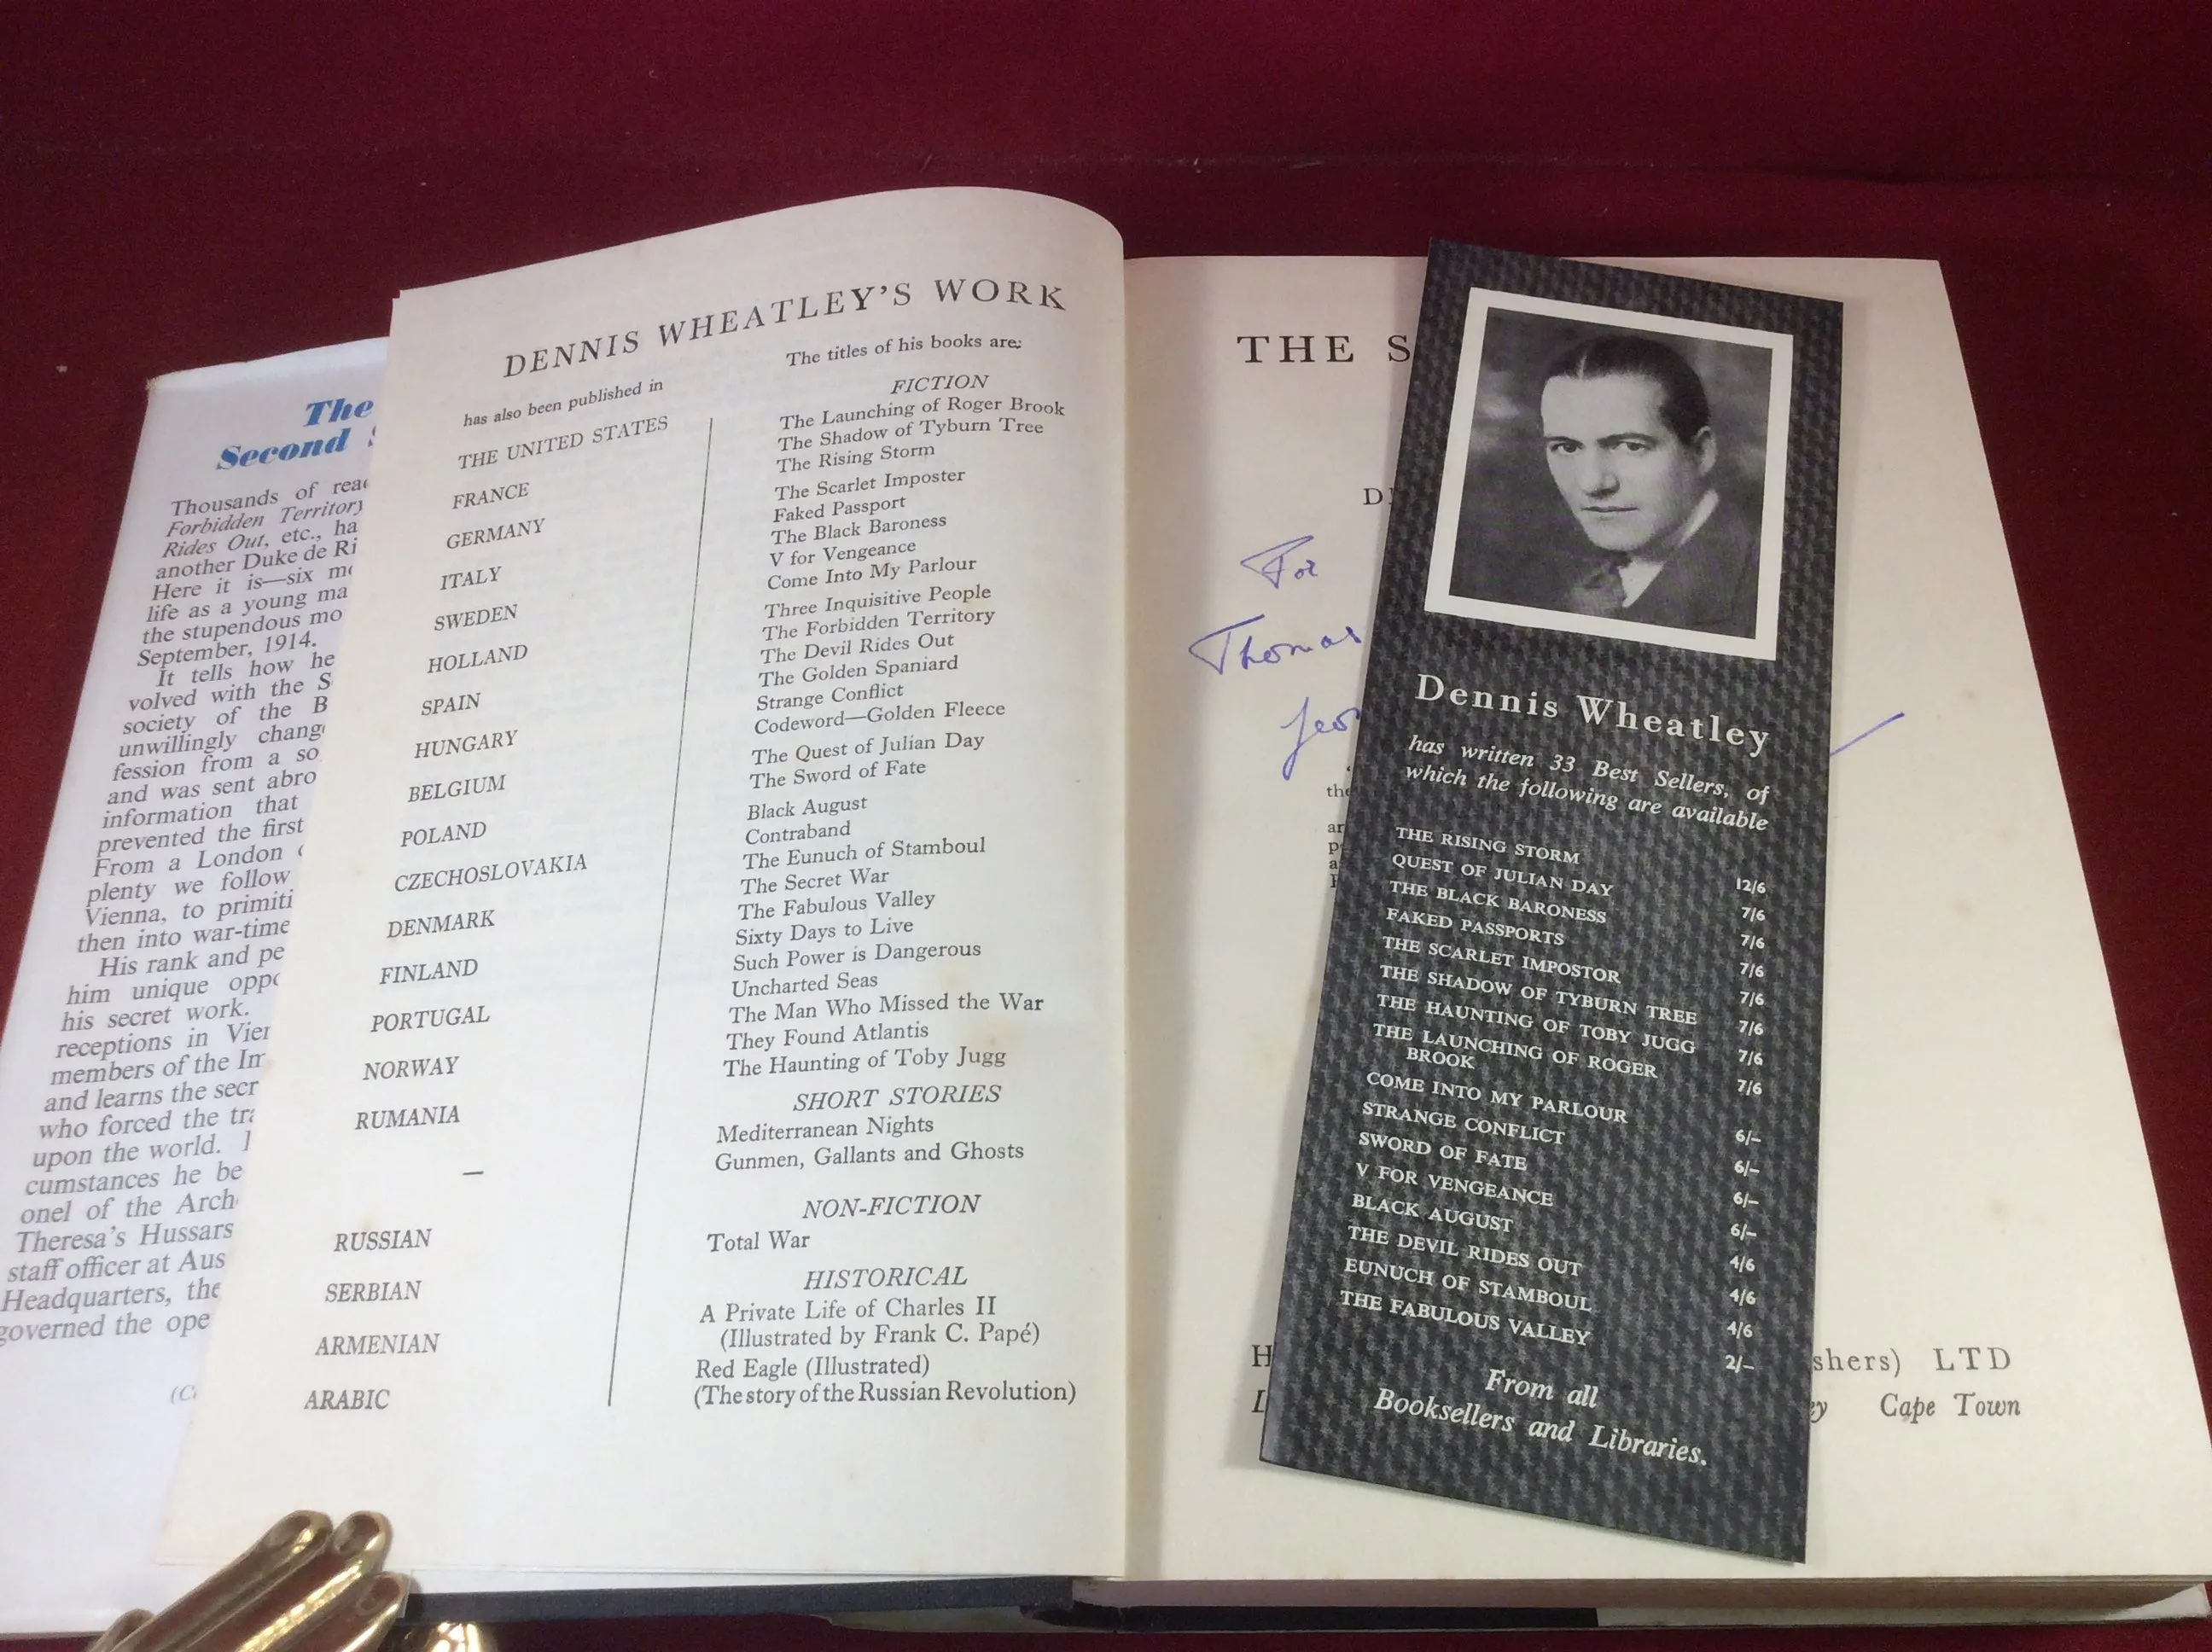 The
Second S
Thousands of rea
Forbidden Territory
Rides Out, etc., ha
another Duke de Ri
Here it is—six m
life as a young ma
the stupendous mo
September, 1914.
It tells how he
volved with the S
society of the B
unwillingly chang
fession from a so
and was sent abro
information that
prevented the first
From a London
plenty we follow
Vienna, to primiti
then into war-time
His rank and pe
him unique oppo
his secret work.
receptions in Vien
members of the Im
and learns the secr
who forced the tra
upon the world. I
cumstances he be
onel of the Arch
Theresa's Hussars
staff officer at Aus
Headquarters, the
governed the ope
DENNIS WHEATLEY'S WORK
has also been published in
THE UNITED STATES
FRANCE
GERMANY
ITALY
SWEDEN
HOLLAND
SPAIN
HUNGARY
BELGIUM
POLAND
CZECHOSLOVAKIA
DENMARK
FINLAND
PORTUGAL
NORWAY
RUMANIA
—
RUSSIAN
SERBIAN
ARMENIAN
ARABIC
The titles of his books are:
FICTION
The Launching of Roger Brook
The Shadow of Tyburn Tree
The Rising Storm
The Scarlet Imposter
Faked Passport
The Black Baroness
V for Vengeance
Come Into My Parlour
Three Inquisitive People
The Forbidden Territory
The Devil Rides Out
The Golden Spaniard
Strange Conflict
Codeword—Golden Fleece
The Quest of Julian Day
The Sword of Fate
Black August
Contraband
The Eunuch of Stamboul
The Secret War
The Fabulous Valley
Sixty Days to Live
Such Power is Dangerous
Uncharted Seas
The Man Who Missed the War
They Found Atlantis
The Haunting of Toby Jugg
SHORT STORIES
Mediterranean Nights
Gunmen, Gallants and Ghosts
NON-FICTION
Total War
HISTORICAL
A Private Life of Charles II
(Illustrated by Frank C. Papé)
Red Eagle (Illustrated)
(The story of the Russian Revolution)
THE S
D
For
Thomas
the
ar
H shers) LTD
L ey Cape Town
Dennis Wheatley
has written 33 Best Sellers, of
which the following are available
THE RISING STORM 12/6
QUEST OF JULIAN DAY 7/6
THE BLACK BARONESS 7/6
FAKED PASSPORTS 7/6
THE SCARLET IMPOSTOR 7/6
THE SHADOW OF TYBURN TREE 7/6
THE HAUNTING OF TOBY JUGG 7/6
THE LAUNCHING OF ROGER
BROOK 7/6
COME INTO MY PARLOUR 6/–
STRANGE CONFLICT 6/–
SWORD OF FATE 6/–
V FOR VENGEANCE 6/–
BLACK AUGUST 4/6
THE DEVIL RIDES OUT 4/6
EUNUCH OF STAMBOUL 4/6
THE FABULOUS VALLEY 2/–
From all
Booksellers and Libraries.